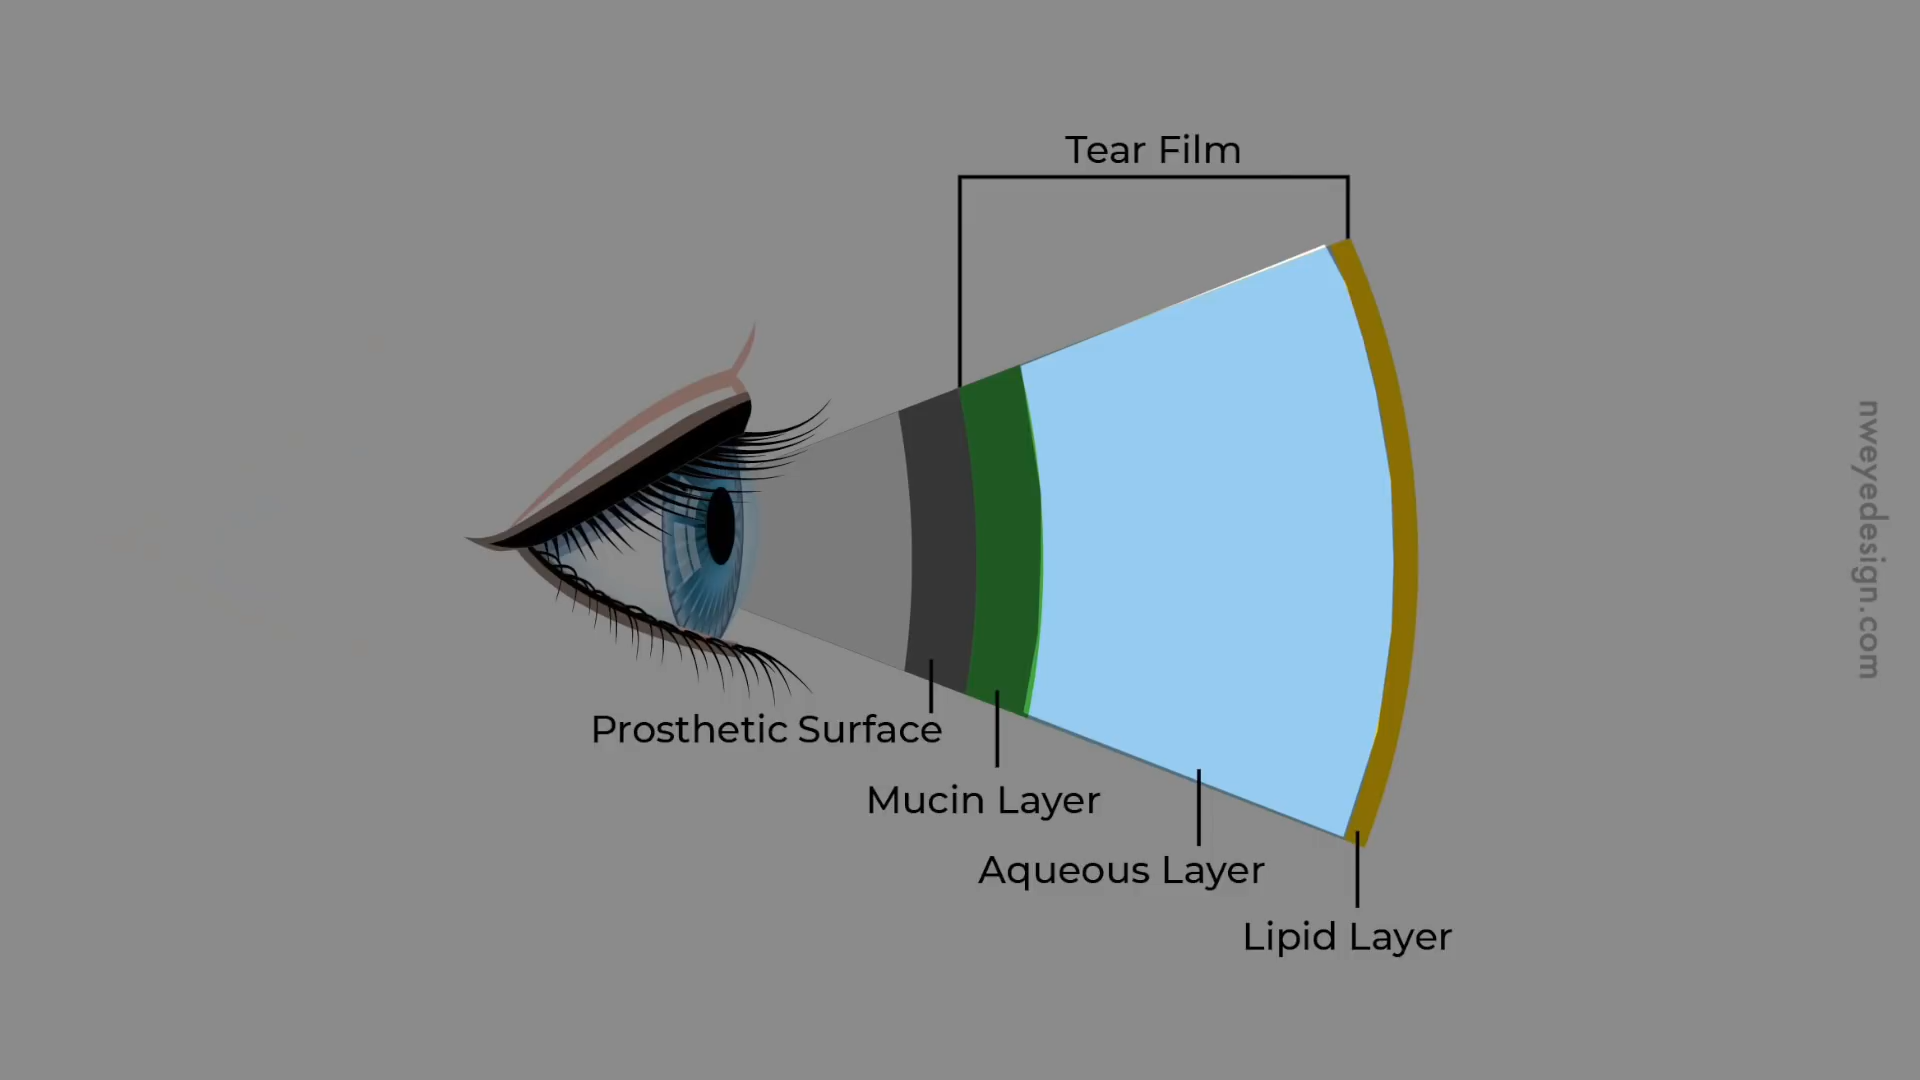 Tear Film
Prosthetic Surface
Mucin Layer
Aqueous Layer
Lipid Layer
nweyedesign.com